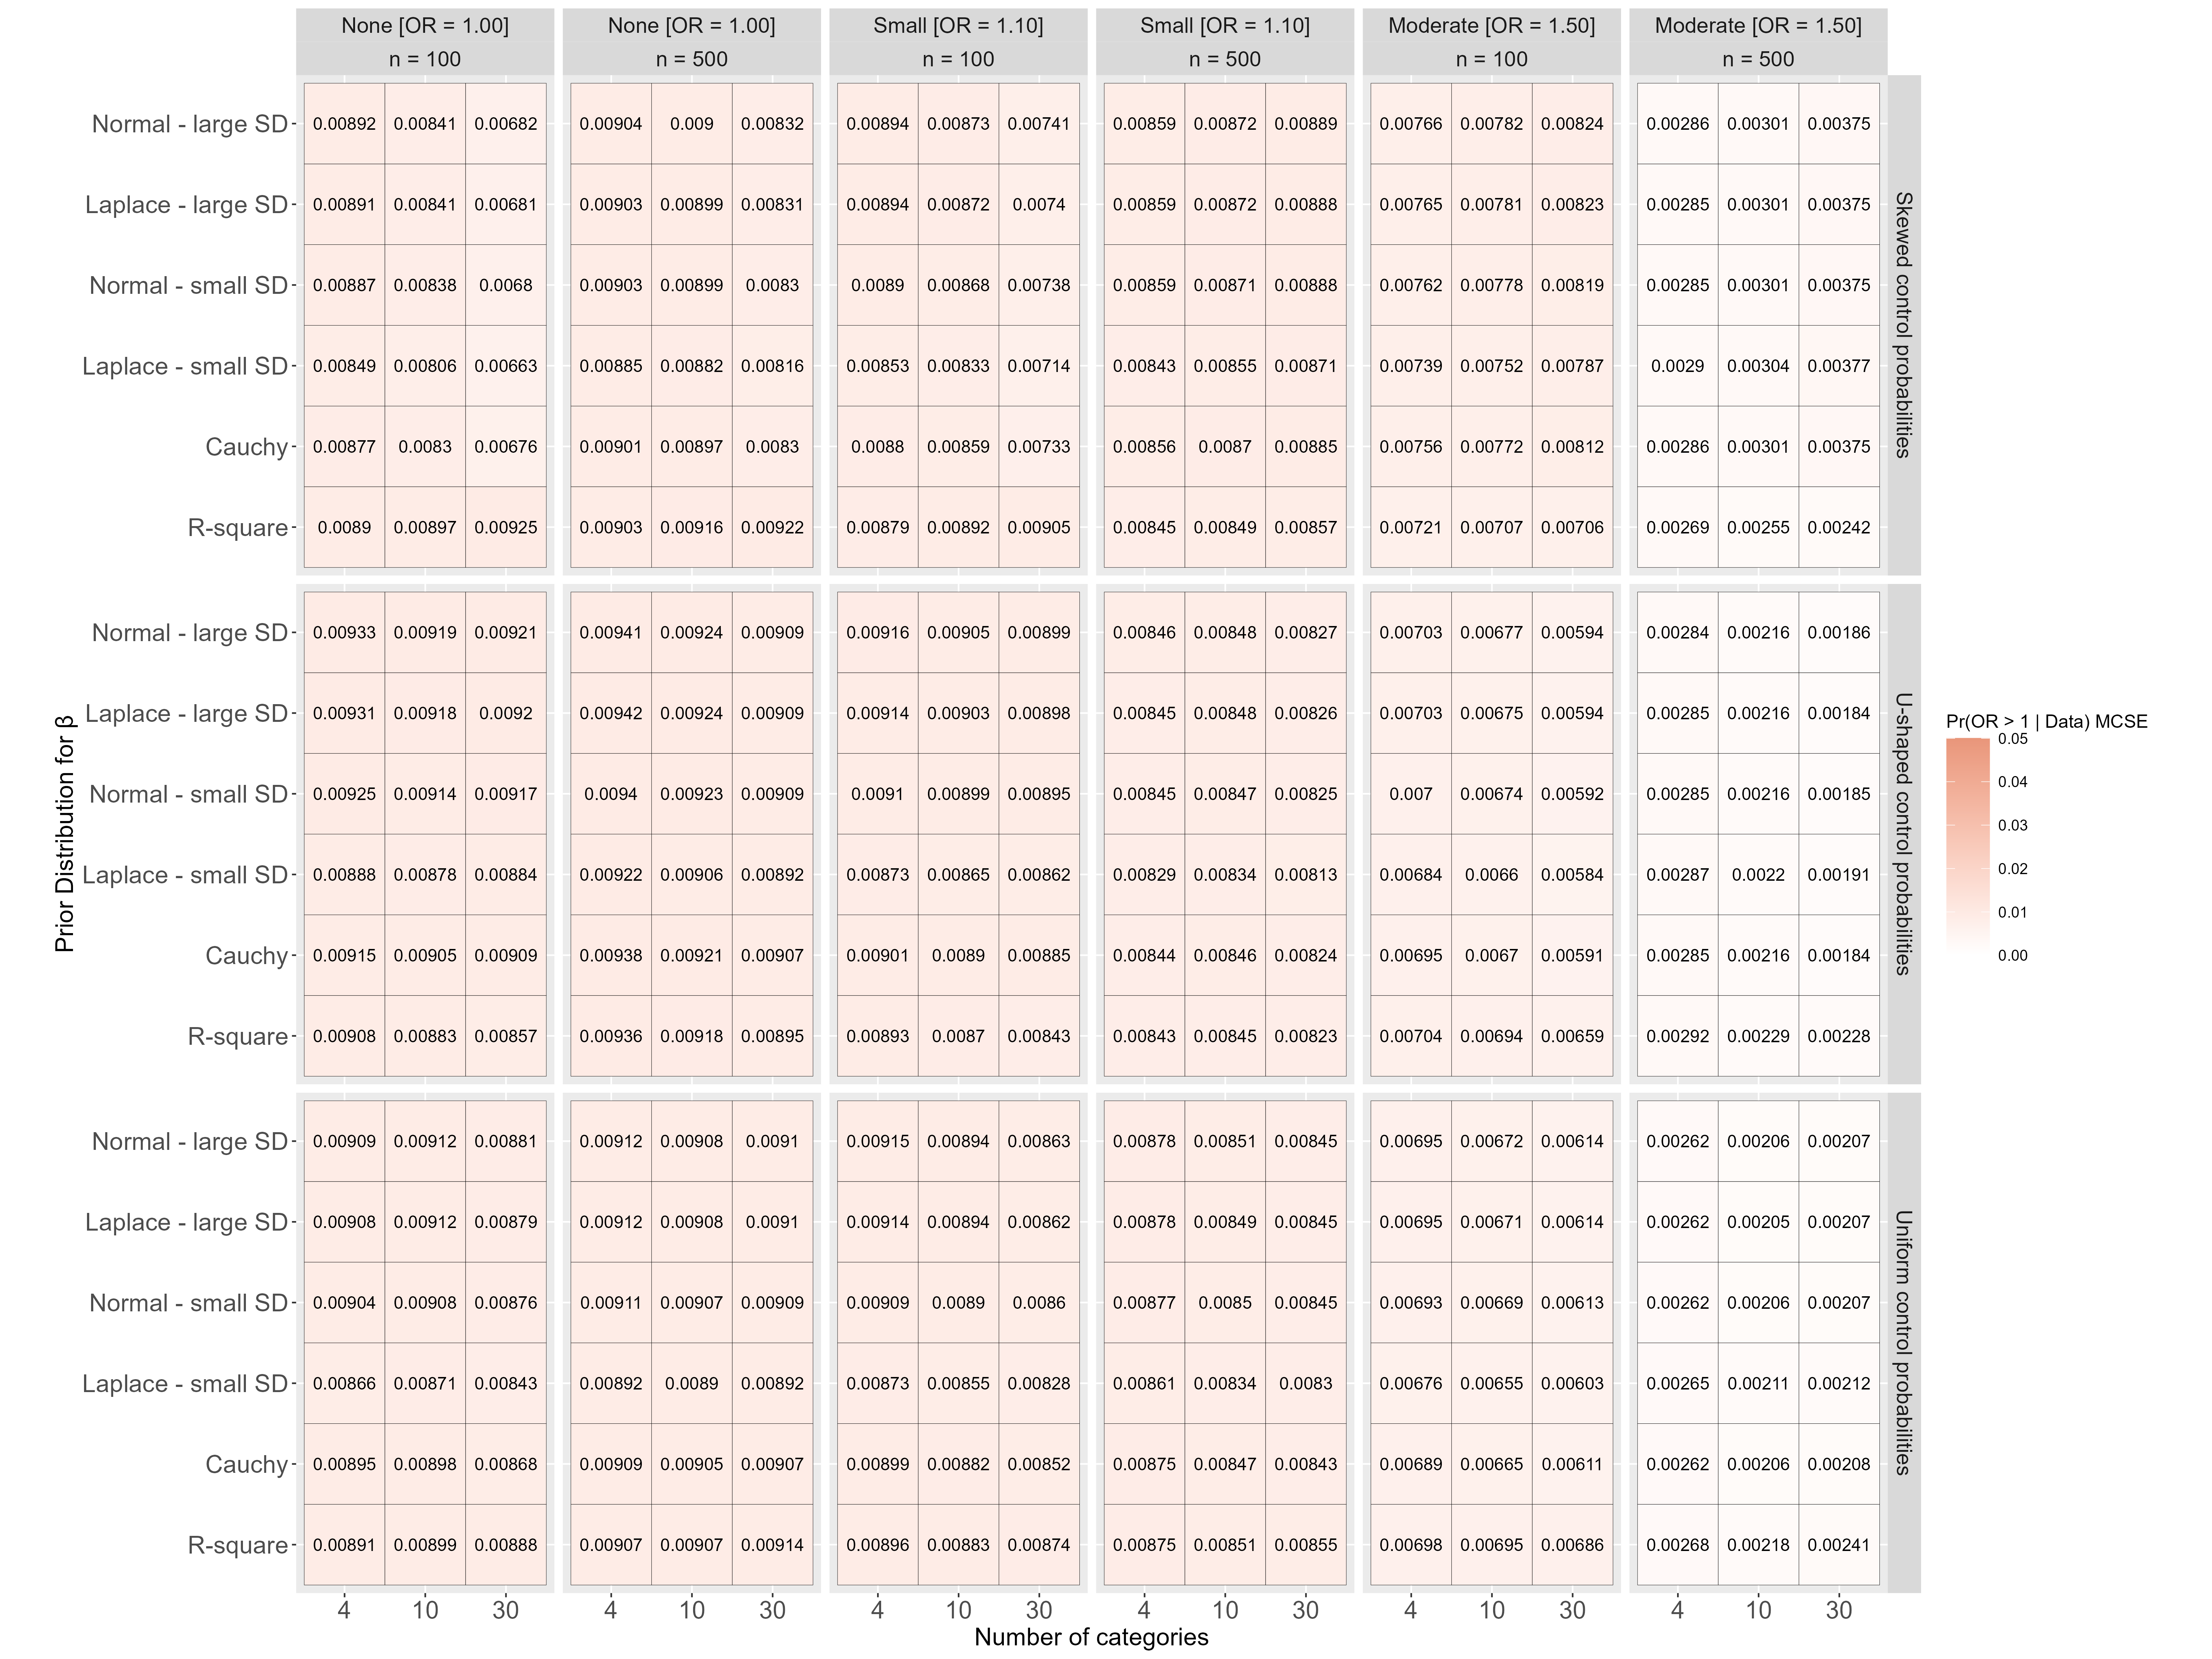 None [OR = 1.00] None [OR = 1.00] Small [OR = 1.10] Small [OR = 1.10] Moderate [OR = 1.50] Moderate [OR = 1.50]
n = 100 n = 500 n = 100 n = 500 n = 100 n = 500
Normal - large SD 0.00892 0.00841 0.00682 0.00904 0.009 0.00832 0.00894 0.00873 0.00741 0.00859 0.00872 0.00889 0.00766 0.00782 0.00824 0.00286 0.00301 0.00375
Laplace - large SD 0.00891 0.00841 0.00681 0.00903 0.00899 0.00831 0.00894 0.00872 0.0074 0.00859 0.00872 0.00888 0.00765 0.00781 0.00823 0.00285 0.00301 0.00375
Normal - small SD 0.00887 0.00838 0.0068 0.00903 0.00899 0.0083 0.0089 0.00868 0.00738 0.00859 0.00871 0.00888 0.00762 0.00778 0.00819 0.00285 0.00301 0.00375
Laplace - small SD 0.00849 0.00806 0.00663 0.00885 0.00882 0.00816 0.00853 0.00833 0.00714 0.00843 0.00855 0.00871 0.00739 0.00752 0.00787 0.0029 0.00304 0.00377
Cauchy 0.00877 0.0083 0.00676 0.00901 0.00897 0.0083 0.0088 0.00859 0.00733 0.00856 0.0087 0.00885 0.00756 0.00772 0.00812 0.00286 0.00301 0.00375
R-square 0.0089 0.00897 0.00925 0.00903 0.00916 0.00922 0.00879 0.00892 0.00905 0.00845 0.00849 0.00857 0.00721 0.00707 0.00706 0.00269 0.00255 0.00242
Skewed control probabilities
Normal - large SD 0.00933 0.00919 0.00921 0.00941 0.00924 0.00909 0.00916 0.00905 0.00899 0.00846 0.00848 0.00827 0.00703 0.00677 0.00594 0.00284 0.00216 0.00186
Laplace - large SD 0.00931 0.00918 0.0092 0.00942 0.00924 0.00909 0.00914 0.00903 0.00898 0.00845 0.00848 0.00826 0.00703 0.00675 0.00594 0.00285 0.00216 0.00184
Normal - small SD 0.00925 0.00914 0.00917 0.0094 0.00923 0.00909 0.0091 0.00899 0.00895 0.00845 0.00847 0.00825 0.007 0.00674 0.00592 0.00285 0.00216 0.00185
Laplace - small SD 0.00888 0.00878 0.00884 0.00922 0.00906 0.00892 0.00873 0.00865 0.00862 0.00829 0.00834 0.00813 0.00684 0.0066 0.00584 0.00287 0.0022 0.00191
Cauchy 0.00915 0.00905 0.00909 0.00938 0.00921 0.00907 0.00901 0.0089 0.00885 0.00844 0.00846 0.00824 0.00695 0.0067 0.00591 0.00285 0.00216 0.00184
R-square 0.00908 0.00883 0.00857 0.00936 0.00918 0.00895 0.00893 0.0087 0.00843 0.00843 0.00845 0.00823 0.00704 0.00694 0.00659 0.00292 0.00229 0.00228
U-shaped control probabilities
Normal - large SD 0.00909 0.00912 0.00881 0.00912 0.00908 0.0091 0.00915 0.00894 0.00863 0.00878 0.00851 0.00845 0.00695 0.00672 0.00614 0.00262 0.00206 0.00207
Laplace - large SD 0.00908 0.00912 0.00879 0.00912 0.00908 0.0091 0.00914 0.00894 0.00862 0.00878 0.00849 0.00845 0.00695 0.00671 0.00614 0.00262 0.00205 0.00207
Normal - small SD 0.00904 0.00908 0.00876 0.00911 0.00907 0.00909 0.00909 0.0089 0.0086 0.00877 0.0085 0.00845 0.00693 0.00669 0.00613 0.00262 0.00206 0.00207
Laplace - small SD 0.00866 0.00871 0.00843 0.00892 0.0089 0.00892 0.00873 0.00855 0.00828 0.00861 0.00834 0.0083 0.00676 0.00655 0.00603 0.00265 0.00211 0.00212
Cauchy 0.00895 0.00898 0.00868 0.00909 0.00905 0.00907 0.00899 0.00882 0.00852 0.00875 0.00847 0.00843 0.00689 0.00665 0.00611 0.00262 0.00206 0.00208
R-square 0.00891 0.00899 0.00888 0.00907 0.00907 0.00914 0.00896 0.00883 0.00874 0.00875 0.00851 0.00855 0.00698 0.00695 0.00686 0.00268 0.00218 0.00241
Uniform control probabilities
4 10 30 4 10 30 4 10 30 4 10 30 4 10 30 4 10 30
Number of categories
Prior Distribution for β
Pr(OR > 1 | Data) MCSE
0.05
0.04
0.03
0.02
0.01
0.00